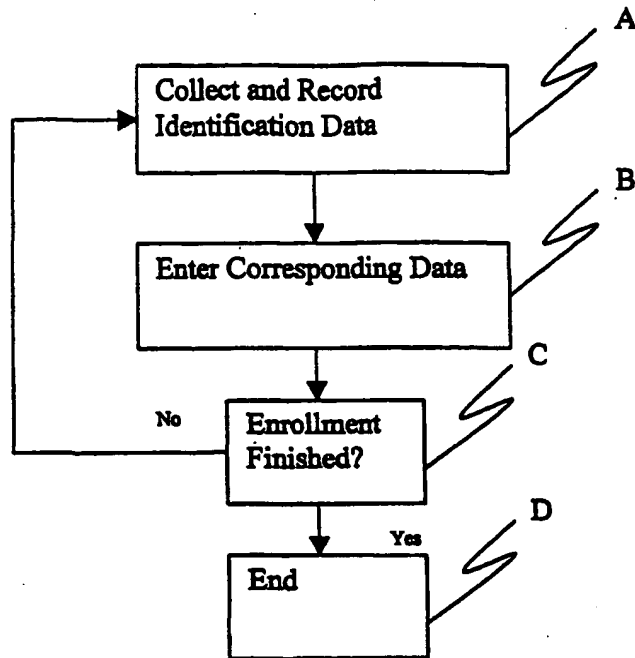 A
Collect and Record
Identification Data
B
Enter Corresponding Data
C
No
Enrollment
Finished?
D
Yes
End